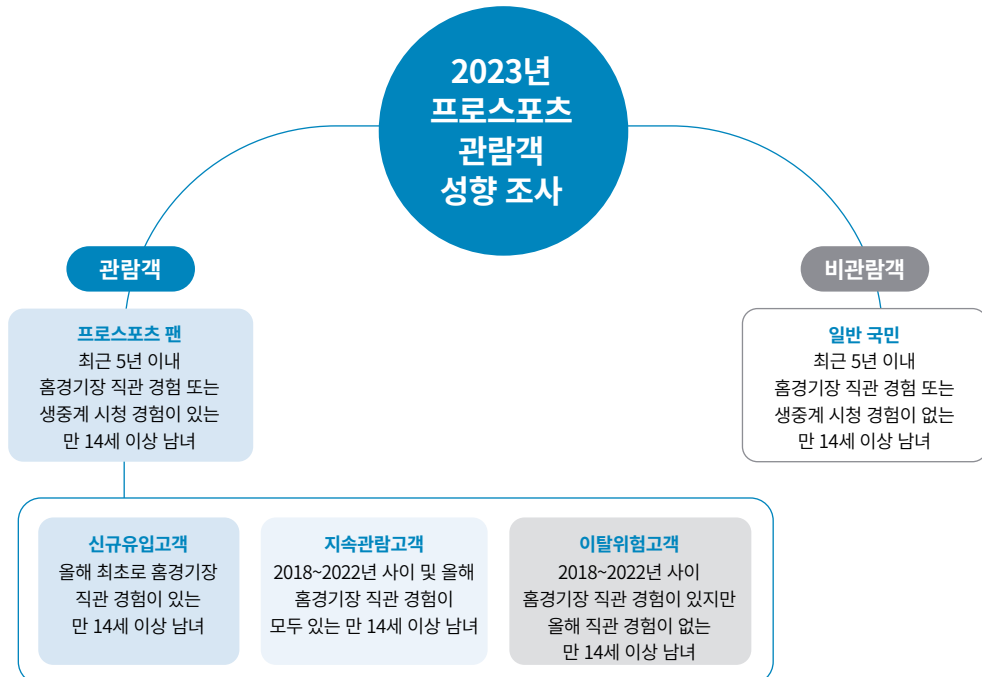 2023년
프로스포츠
관람객
성향 조사
관람객
프로스포츠 팬
최근 5년 이내
홈경기장 직관 경험 또는
생중계 시청 경험이 있는
만 14세 이상 남녀
비관람객
일반 국민
최근 5년 이내
홈경기장 직관 경험 또는
생중계 시청 경험이 없는
만 14세 이상 남녀
신규유입고객
올해 최초로 홈경기장
직관 경험이 있는
만 14세 이상 남녀
지속관람고객
2018~2022년 사이 및 올해
홈경기장 직관 경험이
모두 있는 만 14세 이상 남녀
이탈위험고객
2018~2022년 사이
홈경기장 직관 경험이 있지만
올해 직관 경험이 없는
만 14세 이상 남녀